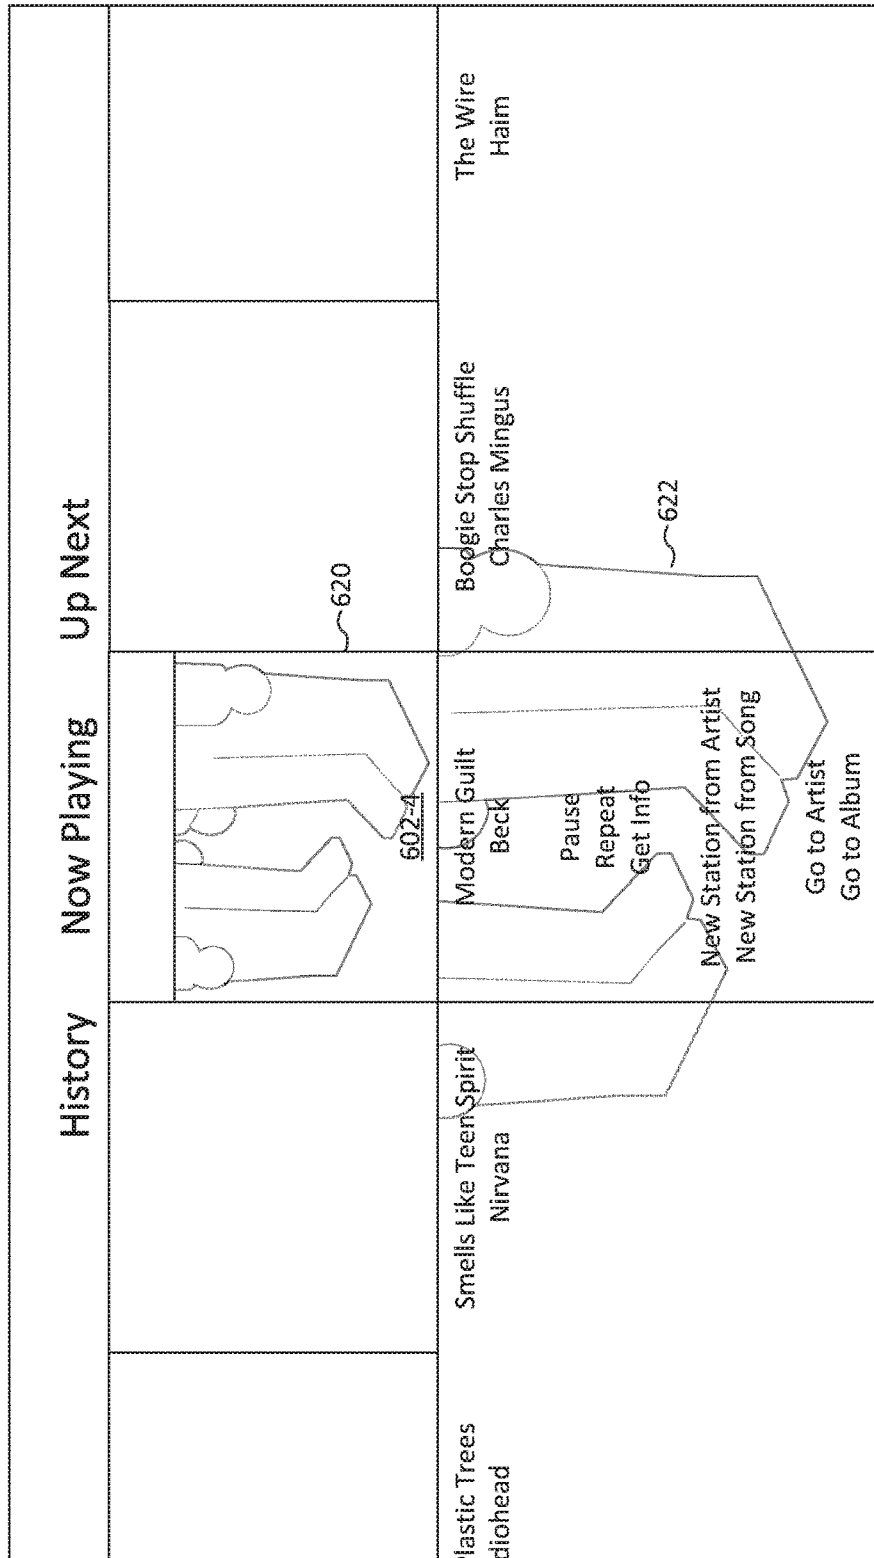 History
Now Playing
Up Next
620
602-4
Plastic Trees
diohead
Smells Like Teen Spirit
Nirvana
Modern Guilt
Beck
Boogie Stop Shuffle
Charles Mingus
The Wire
Haim
Pause
Repeat
Get Info
622
New Station from Artist
New Station from Song
Go to Artist
Go to Album